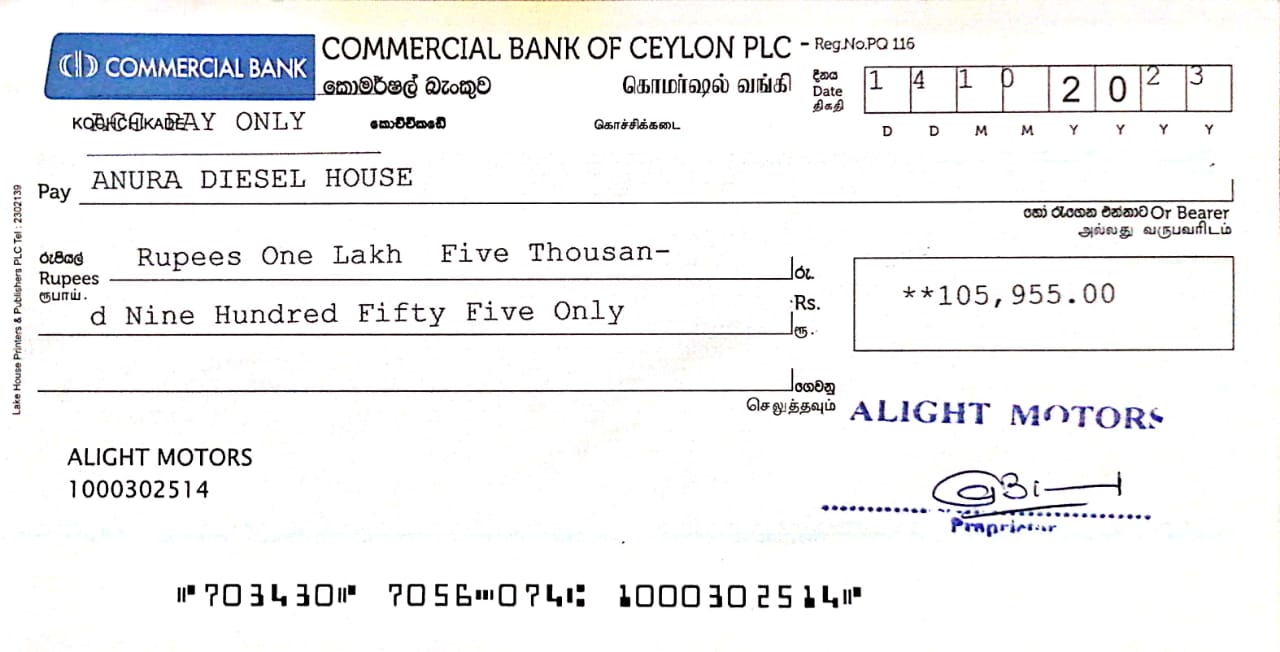 COMMERCIAL BANK
COMMERCIAL BANK OF CEYLON PLC - Reg.No.PQ 116
කොමර්ෂල් බැංකුව கொமர்ஷல் வங்கி
දිනය
Date
திகதி
1 4 1 0 2 0 2 3
D D M M Y Y Y Y
KOCHCHIKADE කොච්චිකඩේ கொச்சிக்கடை
PAY ONLY
Pay ANURA DIESEL HOUSE
හෝ රැගෙන එන්නාට Or Bearer
அல்லது வருபவரிடம்
රුපියල්
Rupees
ரூபாய்.
Rupees One Lakh Five Thousan-
d Nine Hundred Fifty Five Only
රු.
Rs.
ரூ.
**105,955.00
ගෙවනු
செலுத்தவும்
ALIGHT MOTORS
ALIGHT MOTORS
1000302514
Proprietor
703430 7056 074 1000302514
Lake House Printers & Publishers PLC Tel : 2302139